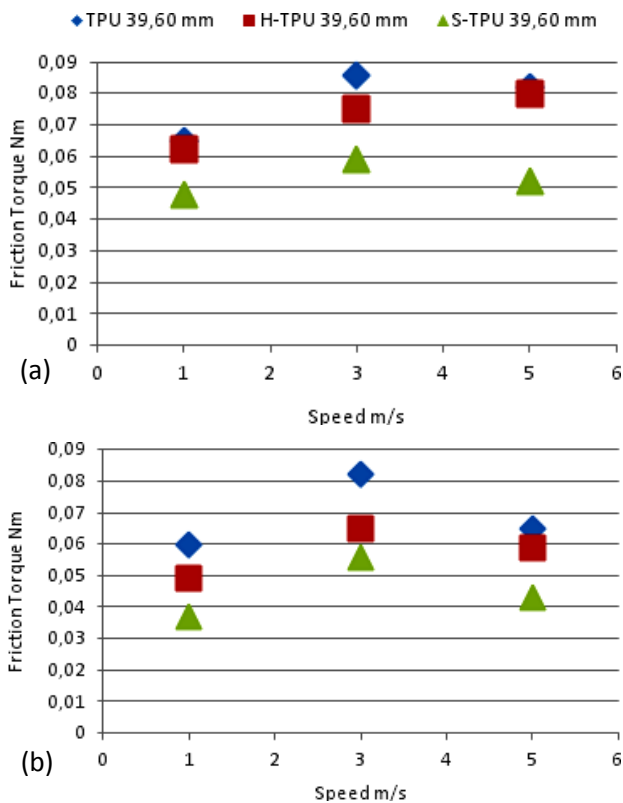 TPU 39,60 mm H-TPU 39,60 mm S-TPU 39,60 mm
0,09
0,08
0,07
0,06
0,05
0,04
0,03
0,02
0,01
0
Friction Torque Nm
0 1 2 3 4 5 6
Speed m/s
(a)
0,09
0,08
0,07
0,06
0,05
0,04
0,03
0,02
0,01
0
Friction Torque Nm
0 1 2 3 4 5 6
Speed m/s
(b)